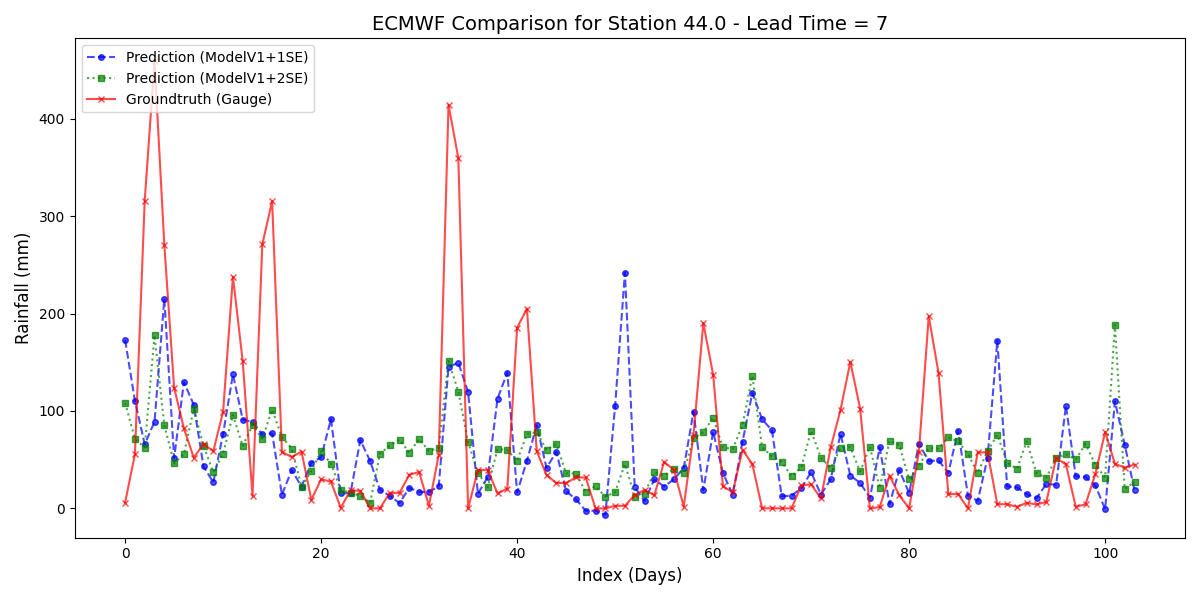 ECMWF Comparison for Station 44.0 - Lead Time = 7
Prediction (ModelV1+1SE)
Prediction (ModelV1+2SE)
Groundtruth (Gauge)
Rainfall (mm)
400
300
200
100
0
0 20 40 60 80 100
Index (Days)